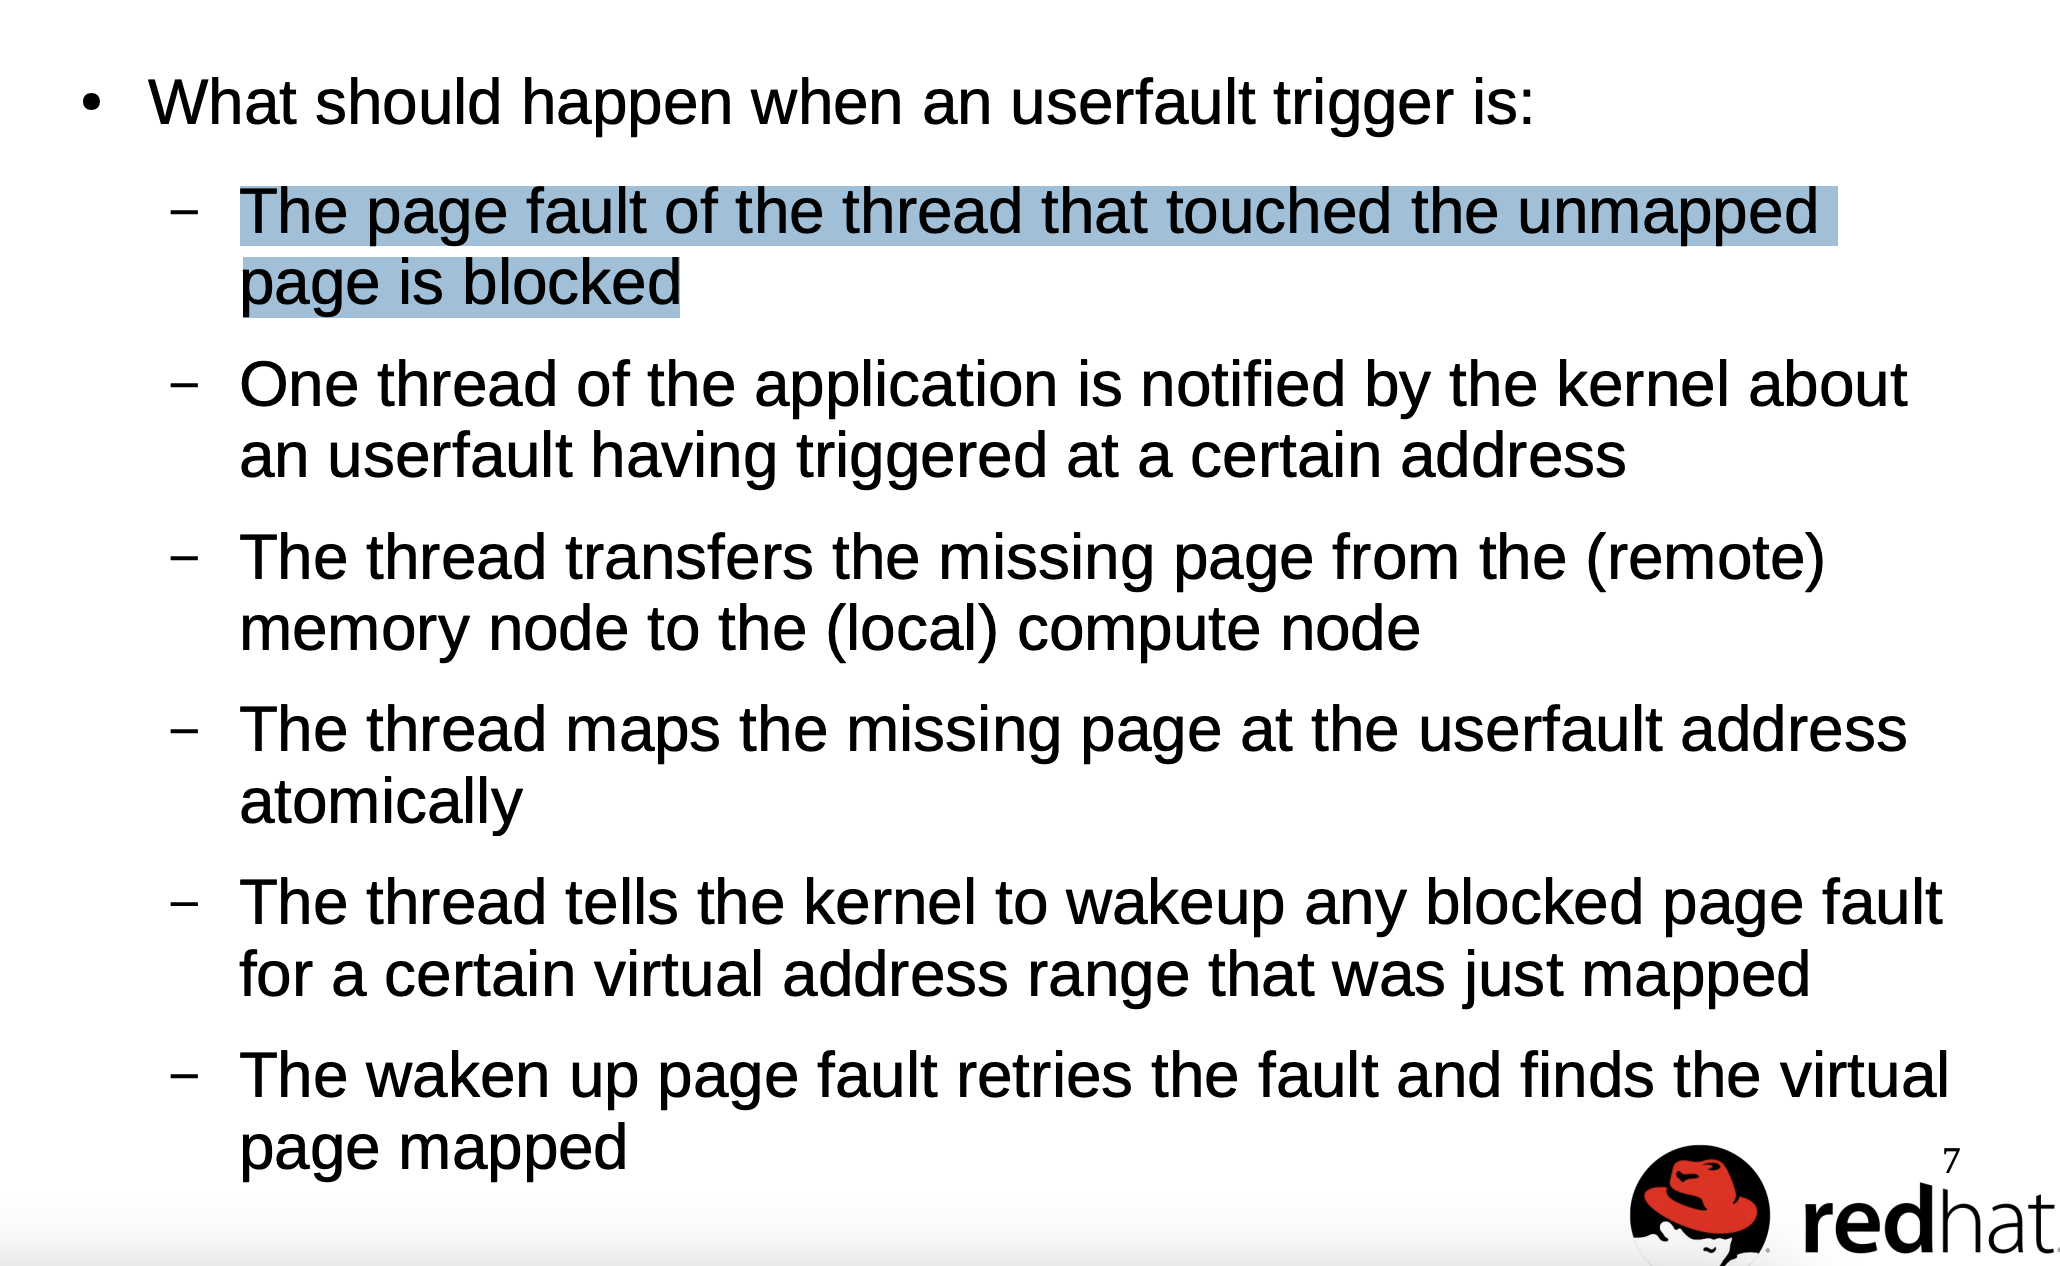 • What should happen when an userfault trigger is:
– The page fault of the thread that touched the unmapped
page is blocked
– One thread of the application is notified by the kernel about
an userfault having triggered at a certain address
– The thread transfers the missing page from the (remote)
memory node to the (local) compute node
– The thread maps the missing page at the userfault address
atomically
– The thread tells the kernel to wakeup any blocked page fault
for a certain virtual address range that was just mapped
– The waken up page fault retries the fault and finds the virtual
page mapped
7
redhat.